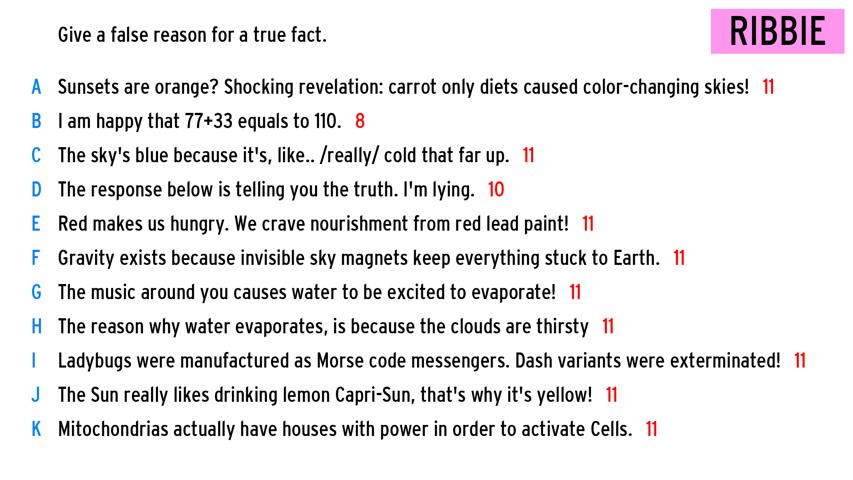 Give a false reason for a true fact.
RIBBIE
A Sunsets are orange? Shocking revelation: carrot only diets caused color-changing skies! 11
B I am happy that 77+33 equals to 110. 8
C The sky's blue because it's, like.. /really/ cold that far up. 11
D The response below is telling you the truth. I'm lying. 10
E Red makes us hungry. We crave nourishment from red lead paint! 11
F Gravity exists because invisible sky magnets keep everything stuck to Earth. 11
G The music around you causes water to be excited to evaporate! 11
H The reason why water evaporates, is because the clouds are thirsty 11
I Ladybugs were manufactured as Morse code messengers. Dash variants were exterminated! 11
J The Sun really likes drinking lemon Capri-Sun, that's why it's yellow! 11
K Mitochondrias actually have houses with power in order to activate Cells. 11